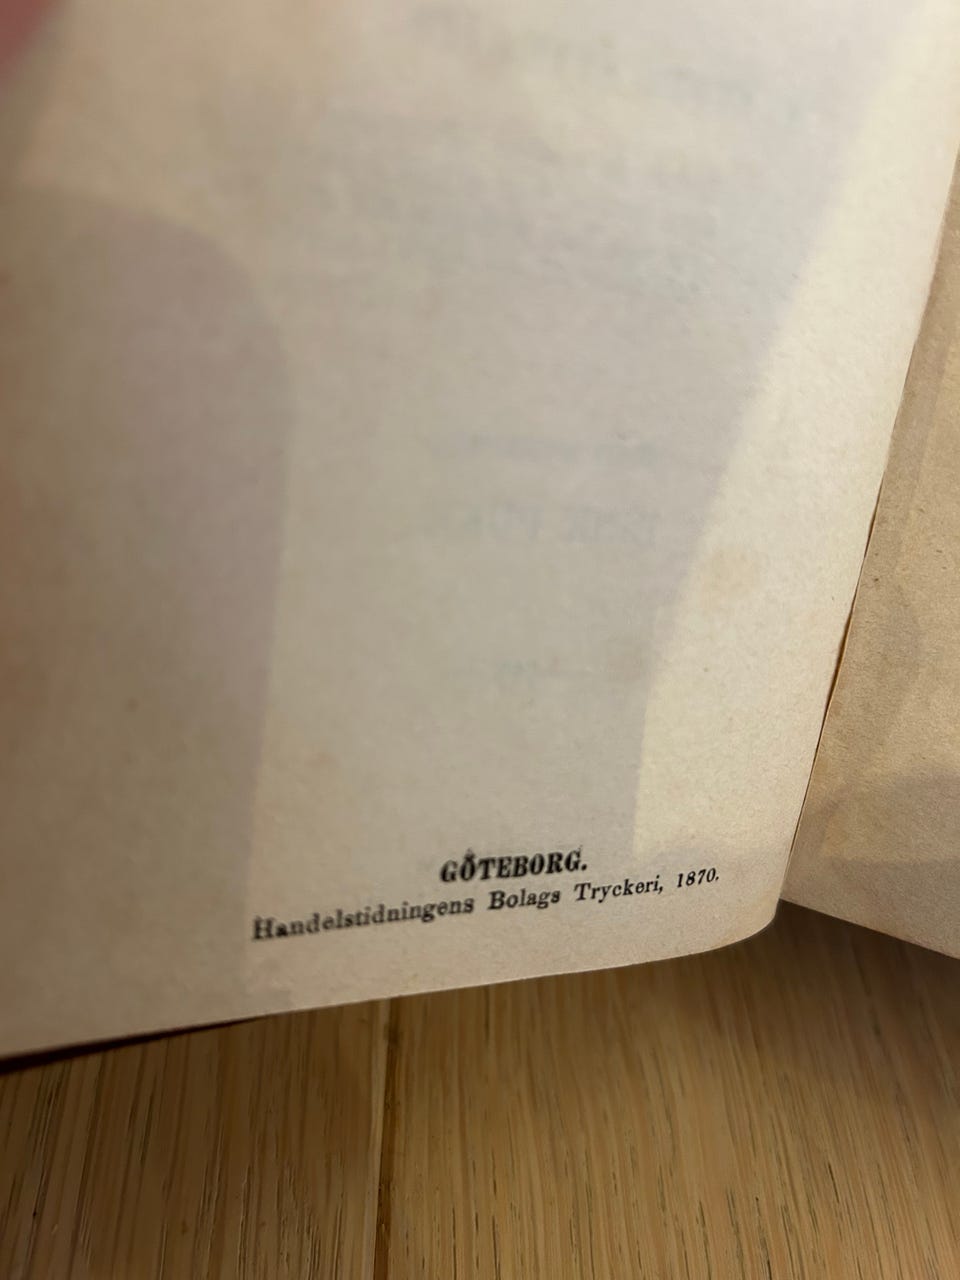 GÖTEBORG.
Handelstidningens Bolags Tryckeri, 1870.